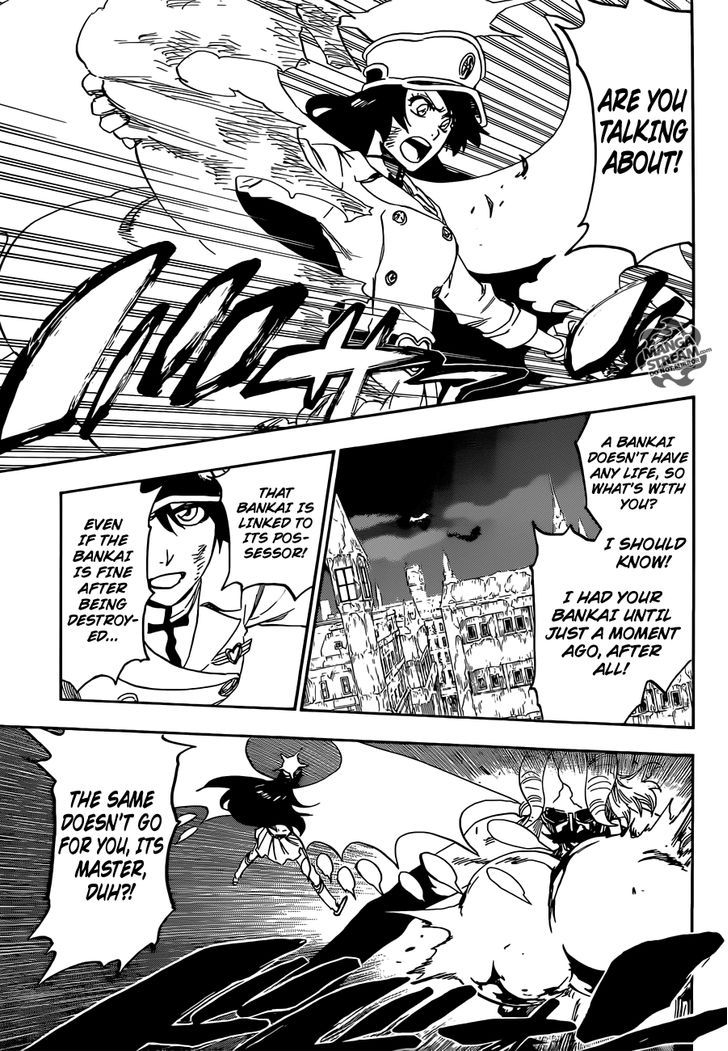 ARE YOU
TALKING
ABOUT!
MANGA
STREAM
A BANKAI
DOESN'T HAVE
ANY LIFE, SO
WHAT'S WITH
YOU?
I SHOULD
KNOW!
I HAD YOUR
BANKAI UNTIL
JUST A MOMENT
AGO, AFTER
ALL!
THAT
BANKAI IS
LINKED TO
ITS POS-
SESSOR!
EVEN
IF THE
BANKAI
IS FINE
AFTER
BEING
DESTROY-
ED...
THE SAME
DOESN'T GO
FOR YOU, ITS
MASTER,
DUH?!